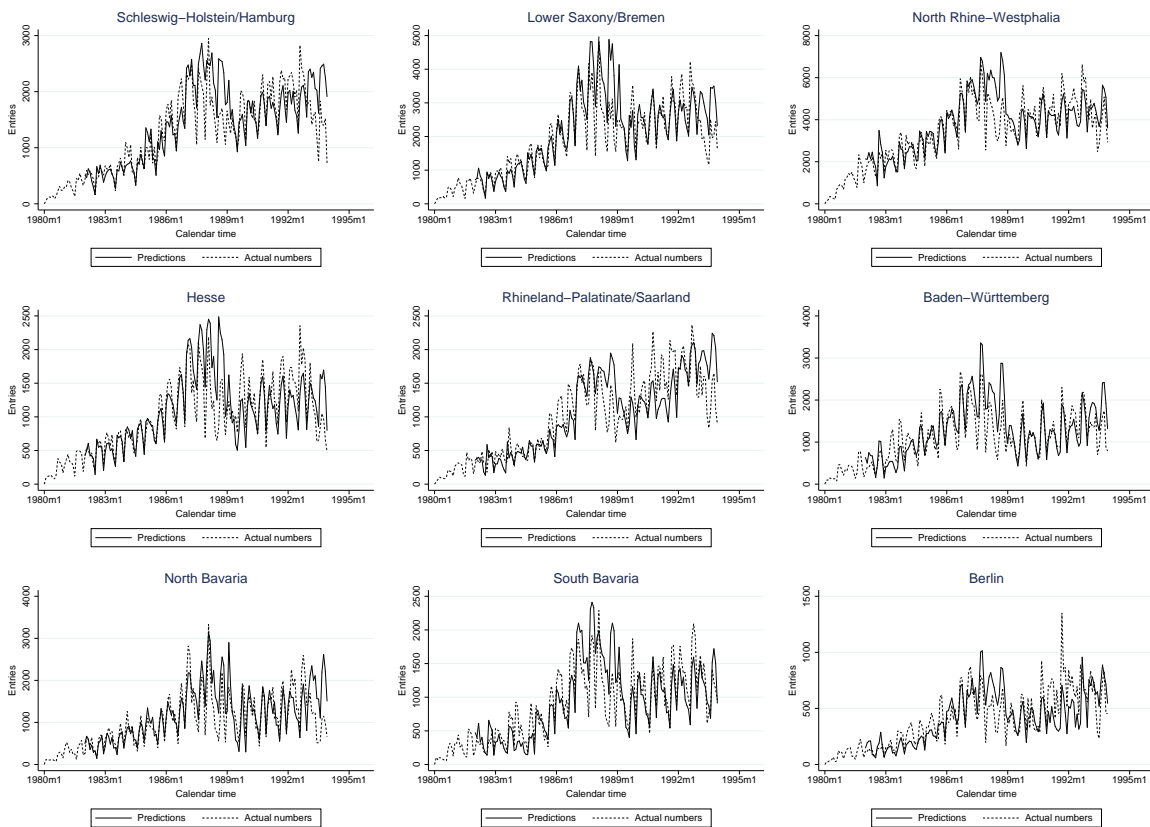 Schleswig–Holstein/Hamburg
Entries
3000
2000
1000
0
1980m1 1983m1 1986m1 1989m1 1992m1 1995m1
Calendar time
Predictions Actual numbers
Lower Saxony/Bremen
Entries
5000
4000
3000
2000
1000
0
1980m1 1983m1 1986m1 1989m1 1992m1 1995m1
Calendar time
Predictions Actual numbers
North Rhine–Westphalia
Entries
8000
6000
4000
2000
0
1980m1 1983m1 1986m1 1989m1 1992m1 1995m1
Calendar time
Predictions Actual numbers
Hesse
Entries
2500
2000
1500
1000
500
0
1980m1 1983m1 1986m1 1989m1 1992m1 1995m1
Calendar time
Predictions Actual numbers
Rhineland–Palatinate/Saarland
Entries
2500
2000
1500
1000
500
0
1980m1 1983m1 1986m1 1989m1 1992m1 1995m1
Calendar time
Predictions Actual numbers
Baden–Württemberg
Entries
4000
3000
2000
1000
0
1980m1 1983m1 1986m1 1989m1 1992m1 1995m1
Calendar time
Predictions Actual numbers
North Bavaria
Entries
4000
3000
2000
1000
0
1980m1 1983m1 1986m1 1989m1 1992m1 1995m1
Calendar time
Predictions Actual numbers
South Bavaria
Entries
2500
2000
1500
1000
500
0
1980m1 1983m1 1986m1 1989m1 1992m1 1995m1
Calendar time
Predictions Actual numbers
Berlin
Entries
1500
1000
500
0
1980m1 1983m1 1986m1 1989m1 1992m1 1995m1
Calendar time
Predictions Actual numbers